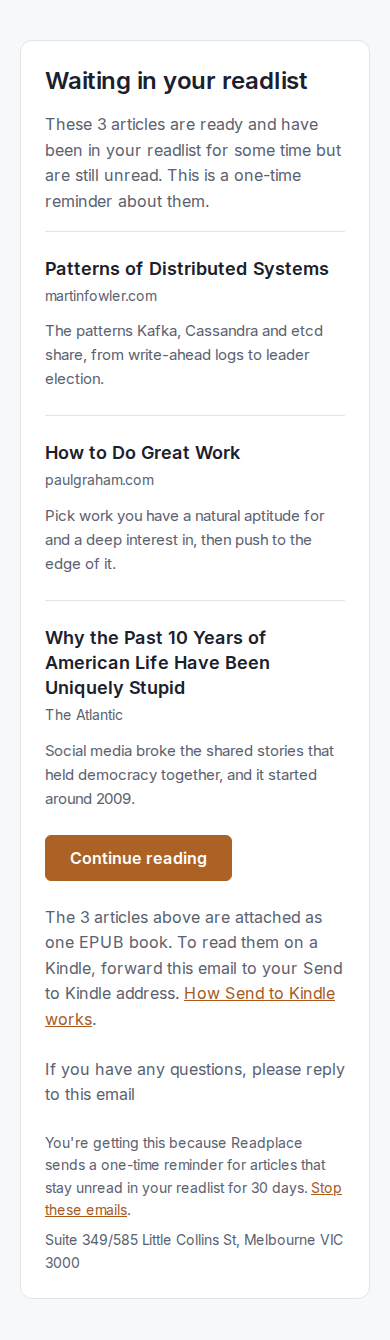 Waiting in your readlist
These 3 articles are ready and have
been in your readlist for some time but
are still unread. This is a one-time
reminder about them.
Patterns of Distributed Systems
martinfowler.com
The patterns Kafka, Cassandra and etcd
share, from write-ahead logs to leader
election.
How to Do Great Work
paulgraham.com
Pick work you have a natural aptitude for
and a deep interest in, then push to the
edge of it.
Why the Past 10 Years of
American Life Have Been
Uniquely Stupid
The Atlantic
Social media broke the shared stories that
held democracy together, and it started
around 2009.
Continue reading
The 3 articles above are attached as
one EPUB book. To read them on a
Kindle, forward this email to your Send
to Kindle address. How Send to Kindle
works.
If you have any questions, please reply
to this email
You're getting this because Readplace
sends a one-time reminder for articles that
stay unread in your readlist for 30 days. Stop
these emails.
Suite 349/585 Little Collins St, Melbourne VIC
3000